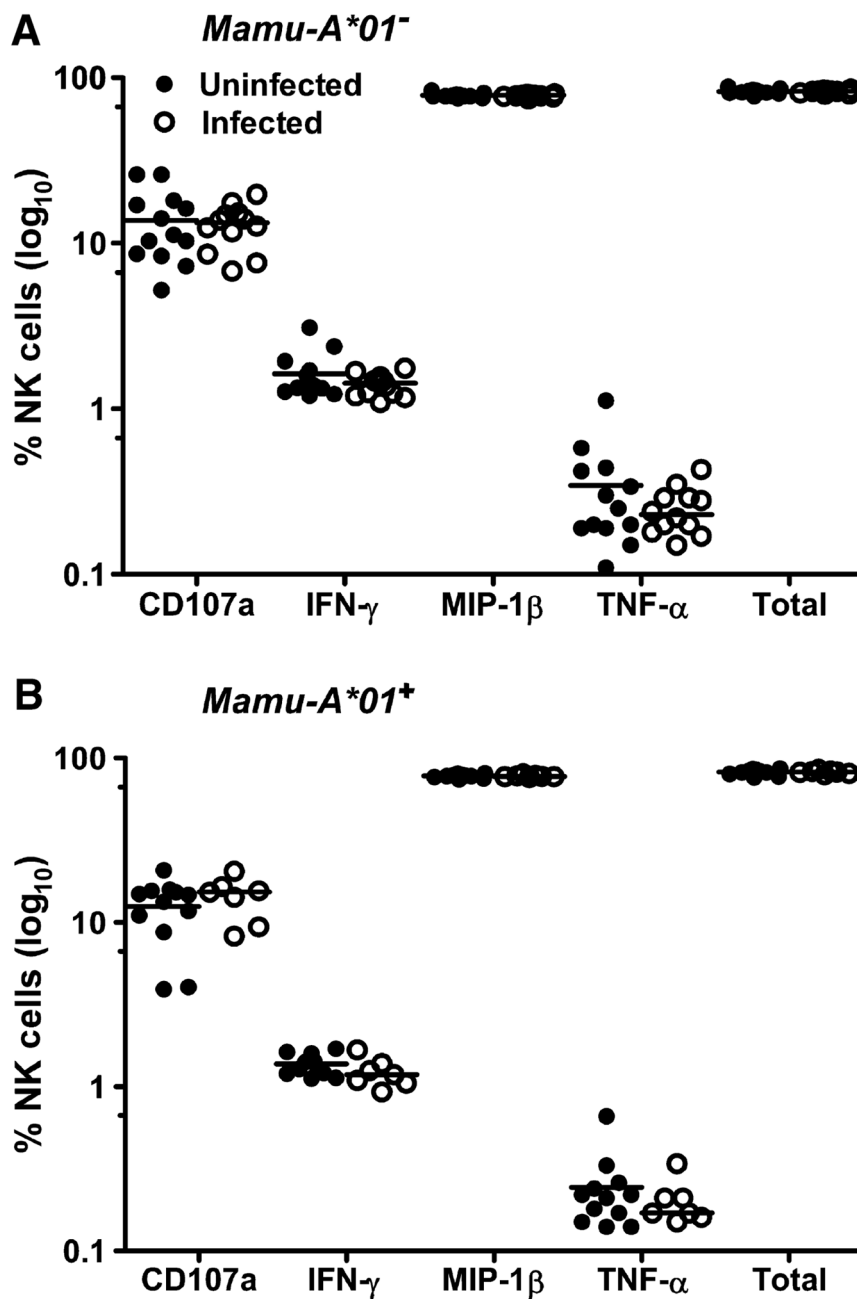 A
Mamu-A*01⁻
Uninfected
Infected
% NK cells (log₁₀)
100
10
1
0.1
CD107a IFN-γ MIP-1β TNF-α Total
B
Mamu-A*01⁺
% NK cells (log₁₀)
100
10
1
0.1
CD107a IFN-γ MIP-1β TNF-α Total